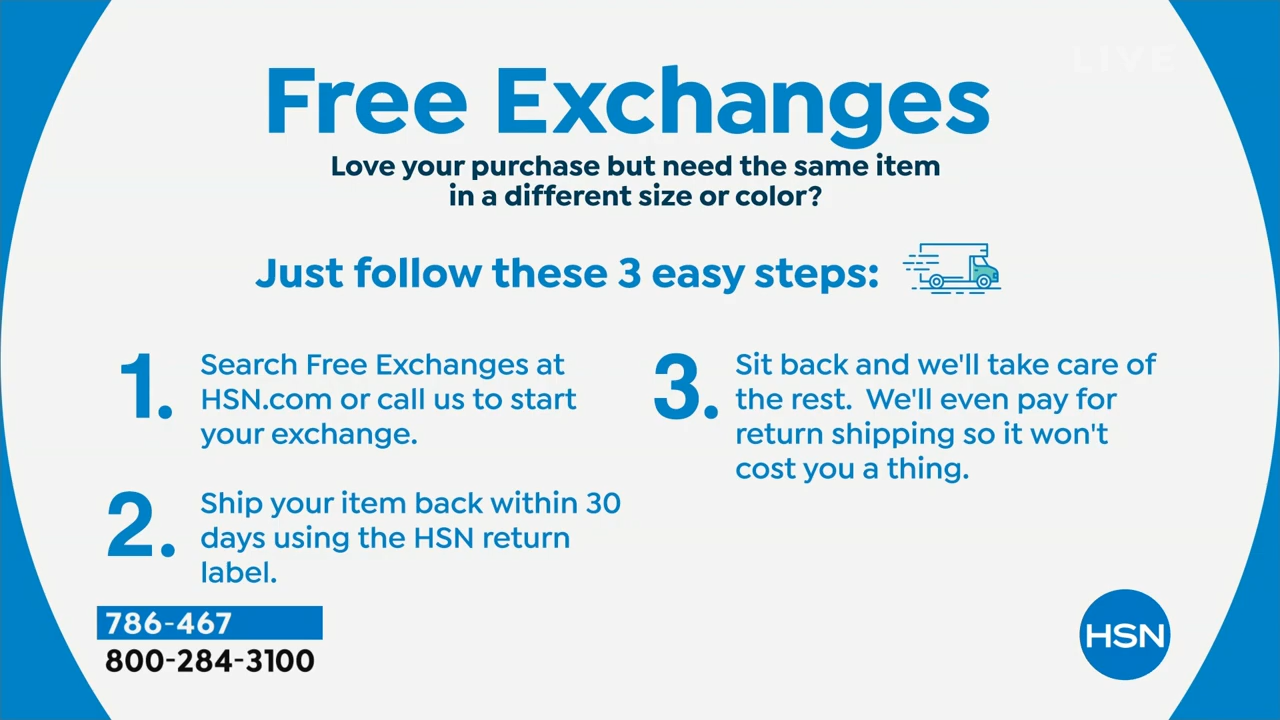 LIVE
Free Exchanges
Love your purchase but need the same item
in a different size or color?
Just follow these 3 easy steps:
1. Search Free Exchanges at
HSN.com or call us to start
your exchange.
2. Ship your item back within 30
days using the HSN return
label.
3. Sit back and we'll take care of
the rest.  We'll even pay for
return shipping so it won't
cost you a thing.
786-467
800-284-3100
HSN